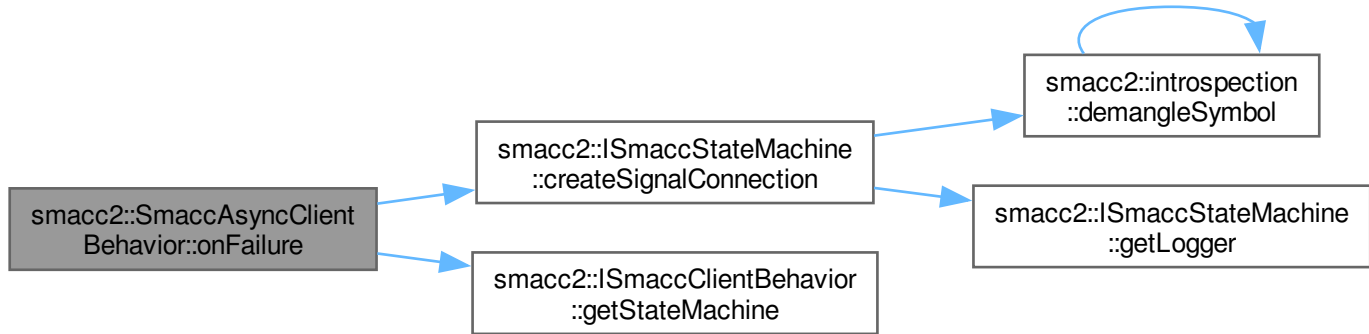 smacc2::SmaccAsyncClient
Behavior::onFailure
smacc2::ISmaccStateMachine
::createSignalConnection
smacc2::ISmaccClientBehavior
::getStateMachine
smacc2::introspection
::demangleSymbol
smacc2::ISmaccStateMachine
::getLogger